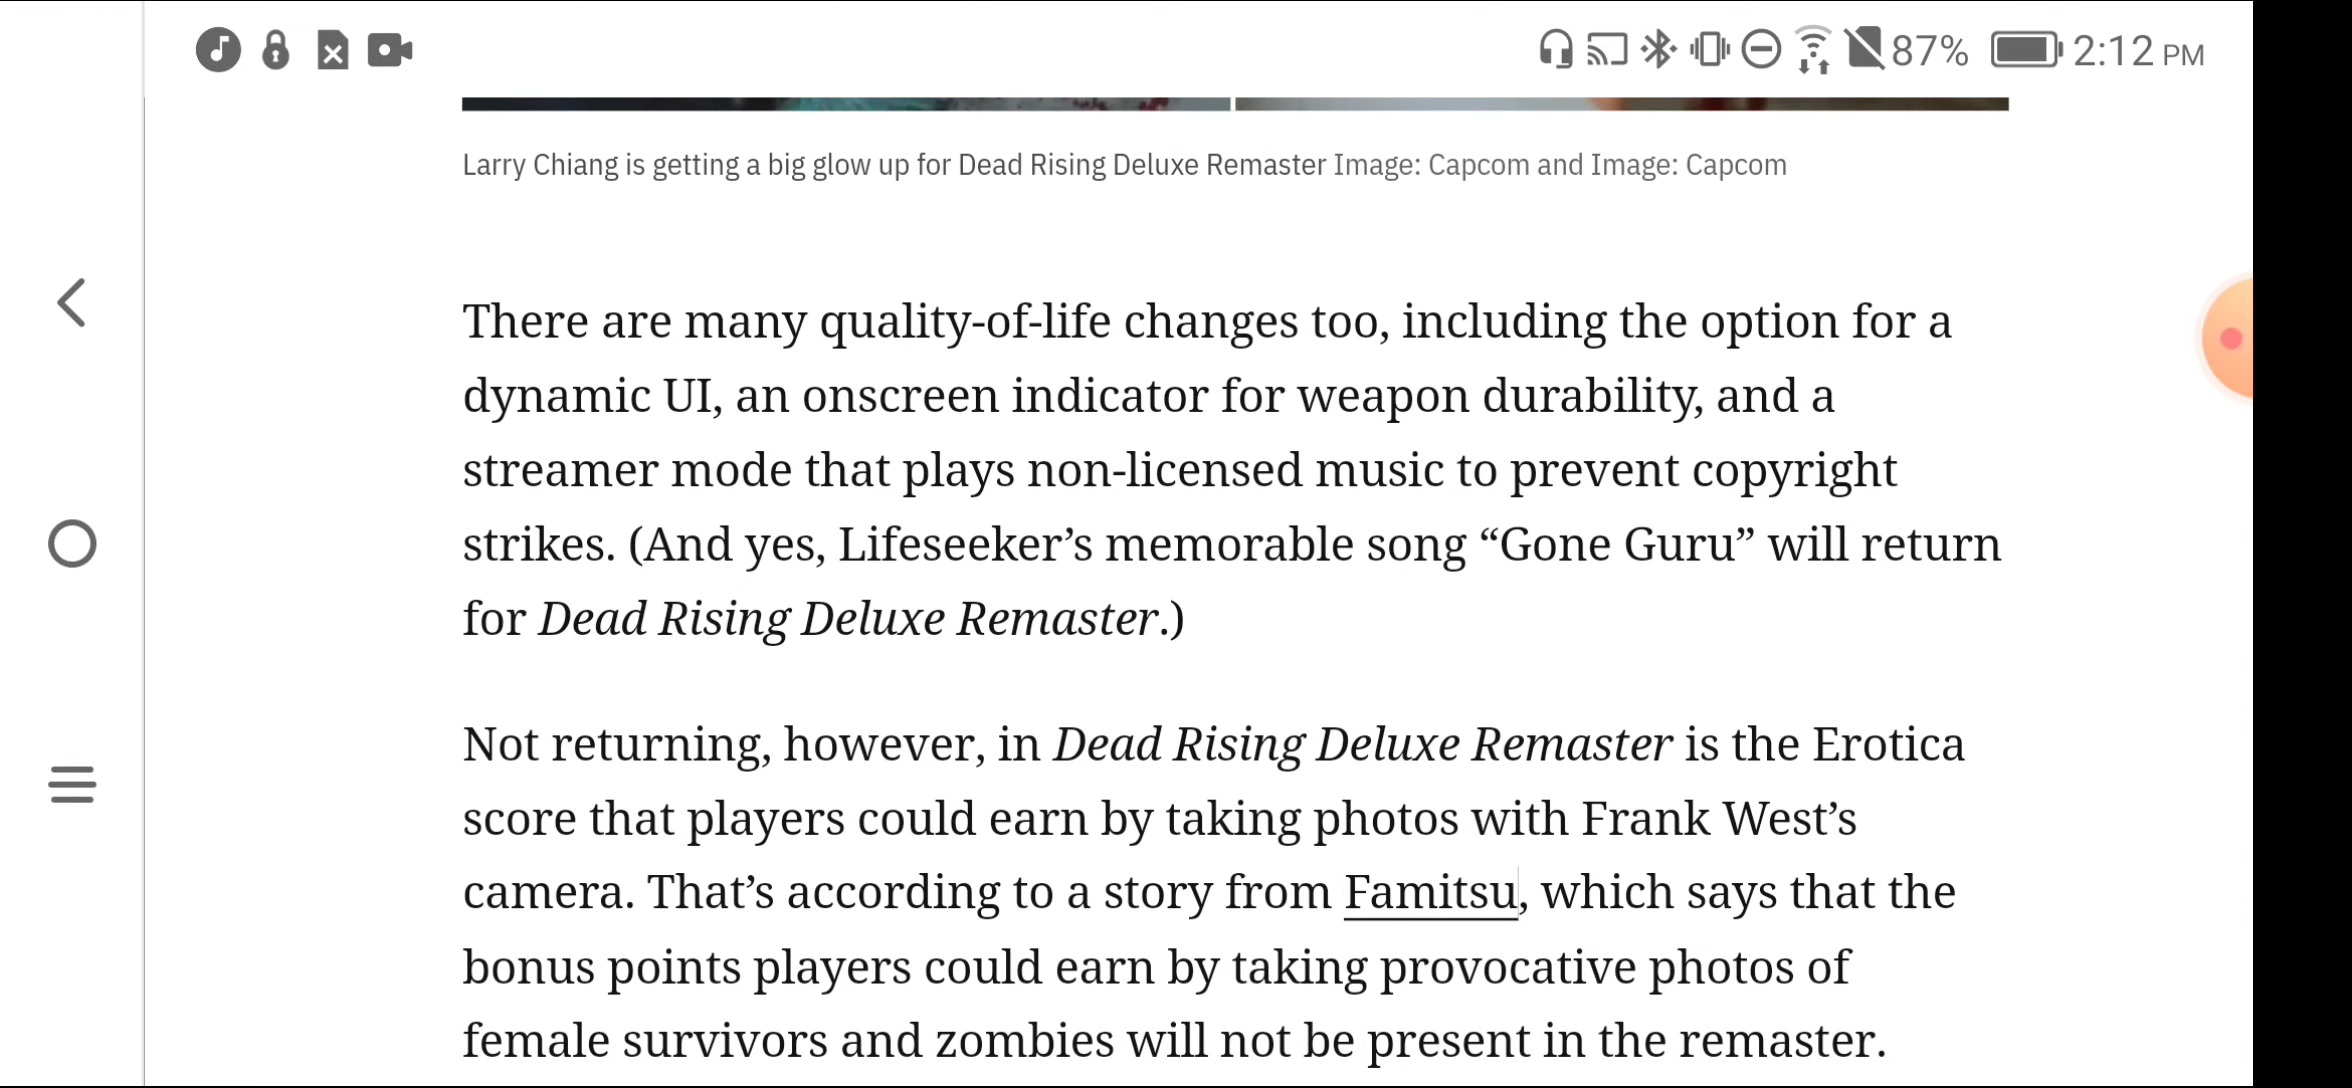 87% 2:12 PM
Larry Chiang is getting a big glow up for Dead Rising Deluxe Remaster Image: Capcom and Image: Capcom
There are many quality-of-life changes too, including the option for a
dynamic UI, an onscreen indicator for weapon durability, and a
streamer mode that plays non-licensed music to prevent copyright
strikes. (And yes, Lifeseeker’s memorable song “Gone Guru” will return
for Dead Rising Deluxe Remaster.)
Not returning, however, in Dead Rising Deluxe Remaster is the Erotica
score that players could earn by taking photos with Frank West’s
camera. That’s according to a story from Famitsu, which says that the
bonus points players could earn by taking provocative photos of
female survivors and zombies will not be present in the remaster.